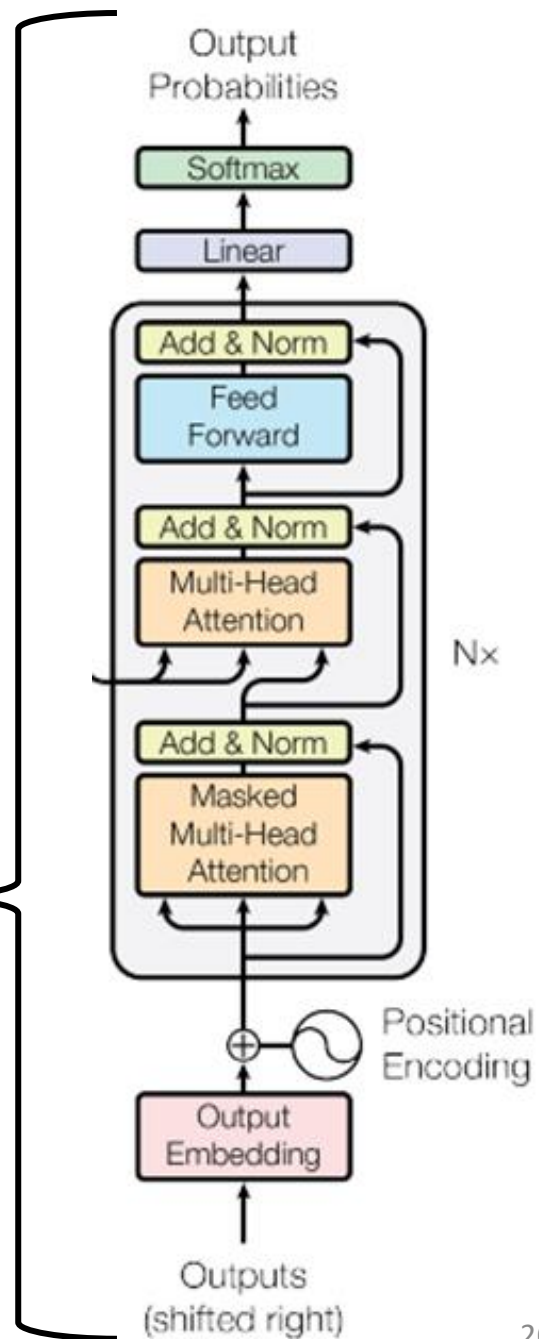 Output
Probabilities
Softmax
Linear
Add & Norm
Feed
Forward
Add & Norm
Multi-Head
Attention
N×
Add & Norm
Masked
Multi-Head
Attention
Positional
Encoding
Output
Embedding
Outputs
(shifted right)